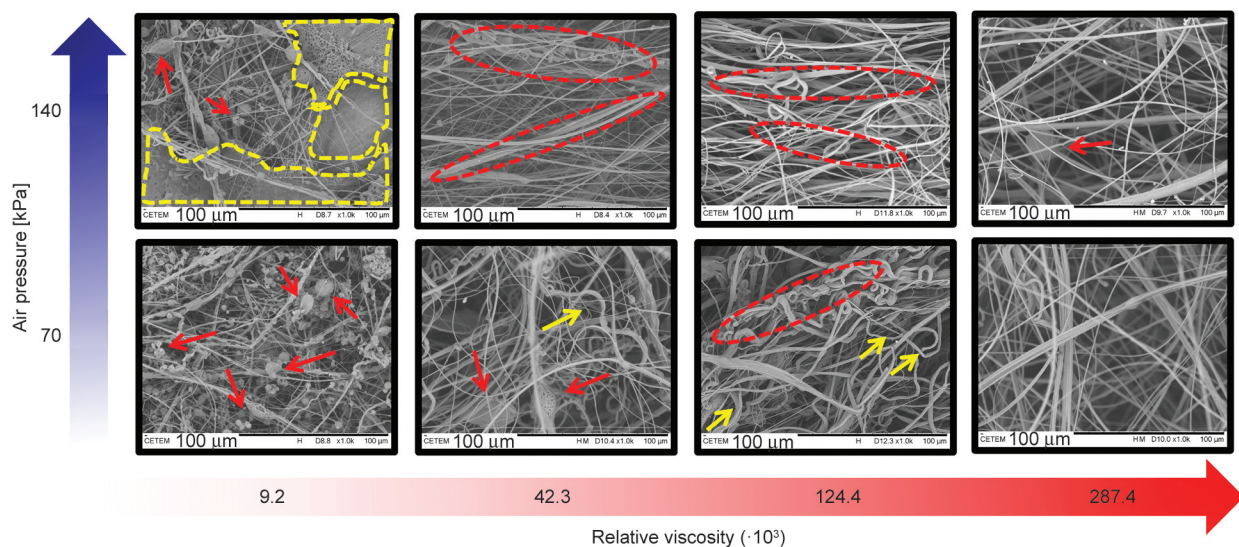 Air pressure [kPa]
140
70
CETEM 100 µm H D8.7 x1.0k 100 µm
CETEM 100 µm H D8.4 x1.0k 100 µm
CETEM 100 µm H D11.8 x1.0k 100 µm
CETEM 100 µm HM D9.7 x1.0k 100 µm
CETEM 100 µm H D8.8 x1.0k 100 µm
CETEM 100 µm HM D10.4 x1.0k 100 µm
CETEM 100 µm H D12.3 x1.0k 100 µm
CETEM 100 µm HM D10.0 x1.0k 100 µm
9.2 42.3 124.4 287.4
Relative viscosity (·10³)